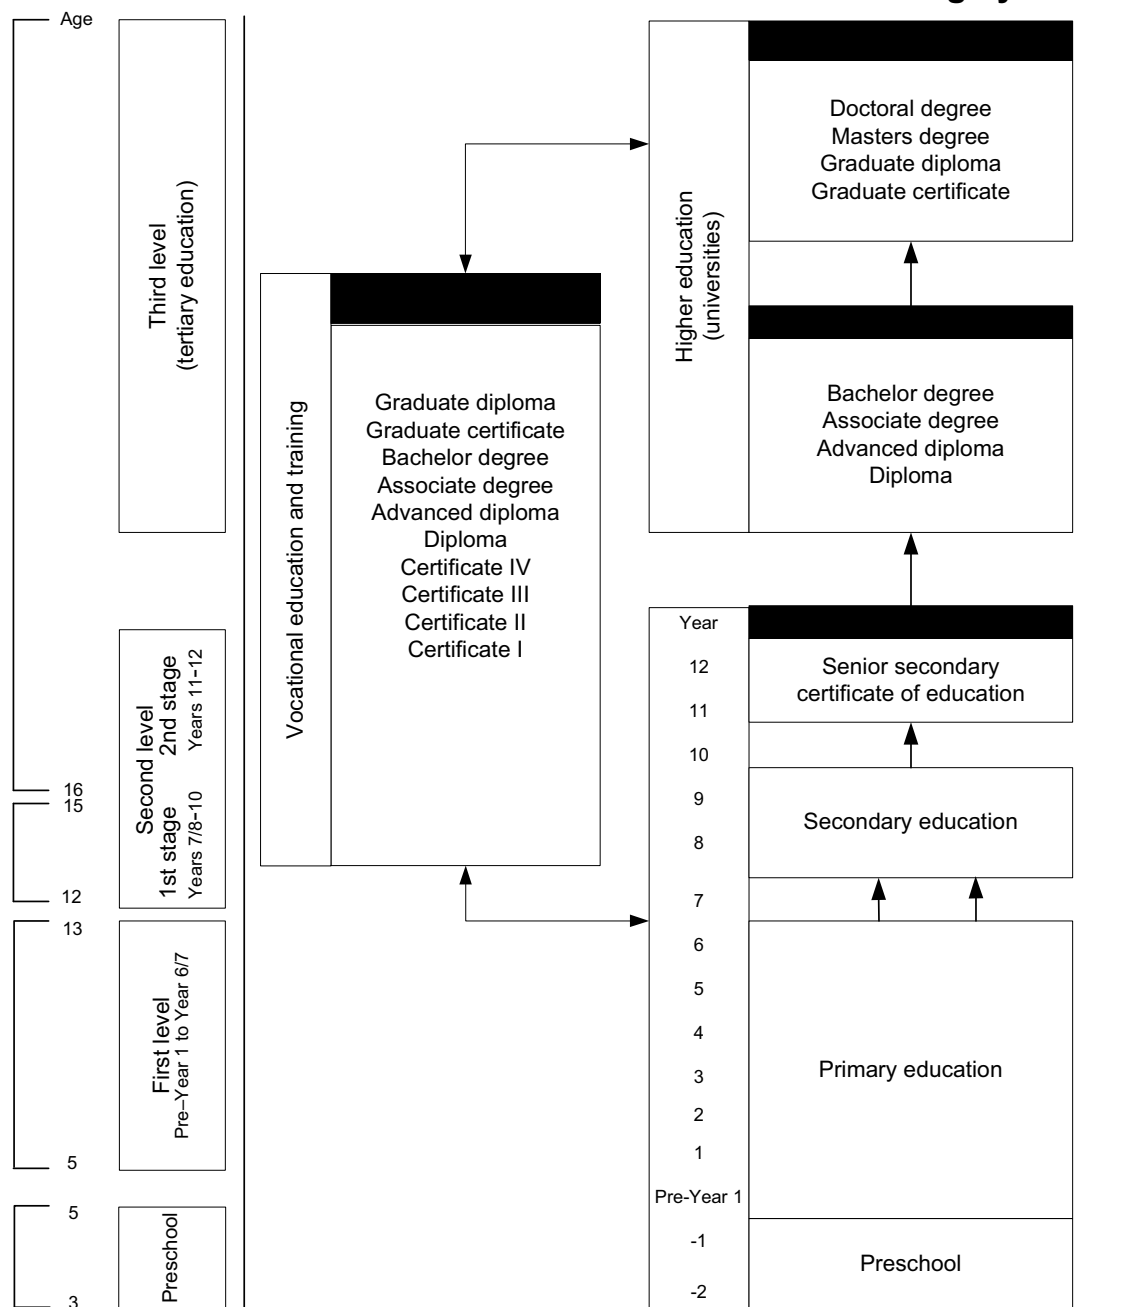 Age
Third level
(tertiary education)
Higher education
(universities)
Doctoral degree
Masters degree
Graduate diploma
Graduate certificate
Bachelor degree
Associate degree
Advanced diploma
Diploma
Vocational education and training
Graduate diploma
Graduate certificate
Bachelor degree
Associate degree
Advanced diploma
Diploma
Certificate IV
Certificate III
Certificate II
Certificate I
Second level
1st stage 2nd stage
Years 7/8-10 Years 11-12
16
15
12
13
First level
Pre–Year 1 to Year 6/7
5
5
Preschool
3
Year
12
11
10
9
8
7
6
5
4
3
2
1
Pre-Year 1
-1
-2
Senior secondary
certificate of education
Secondary education
Primary education
Preschool